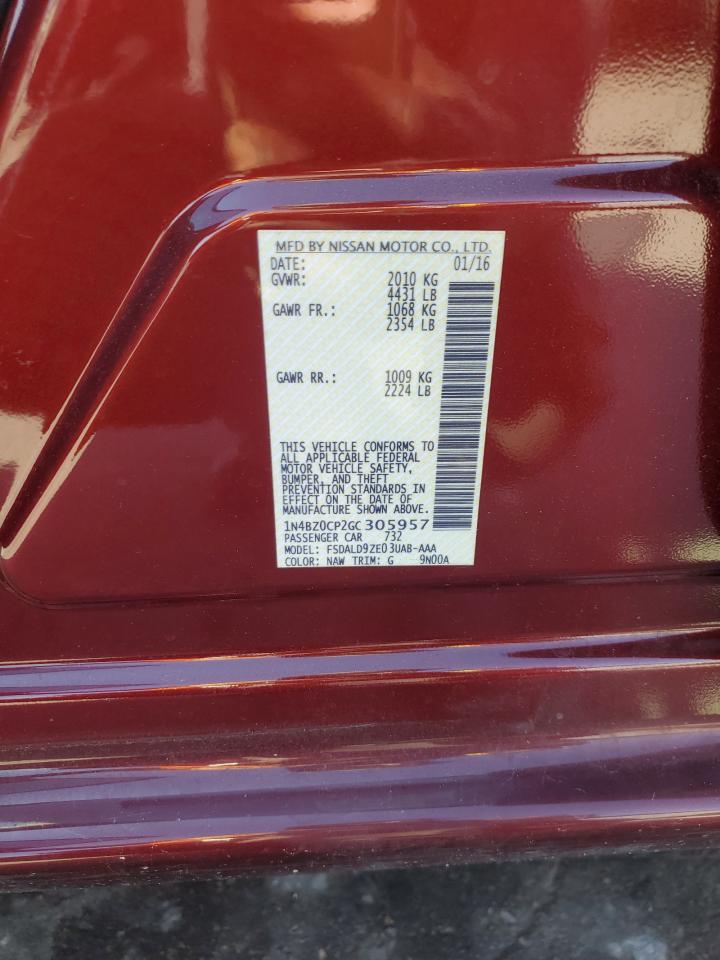 MFD BY NISSAN MOTOR CO., LTD.
DATE: 01/16
GVWR: 2010 KG
4431 LB
GAWR FR.: 1068 KG
2354 LB
GAWR RR.: 1009 KG
2224 LB
THIS VEHICLE CONFORMS TO
ALL APPLICABLE FEDERAL
MOTOR VEHICLE SAFETY,
BUMPER, AND THEFT
PREVENTION STANDARDS IN
EFFECT ON THE DATE OF
MANUFACTURE SHOWN ABOVE.
1N4BZ0CP2GC305957
PASSENGER CAR 732
MODEL: FSDALD9ZE03UAB-AAA
COLOR: NAW TRIM: G 9N00A